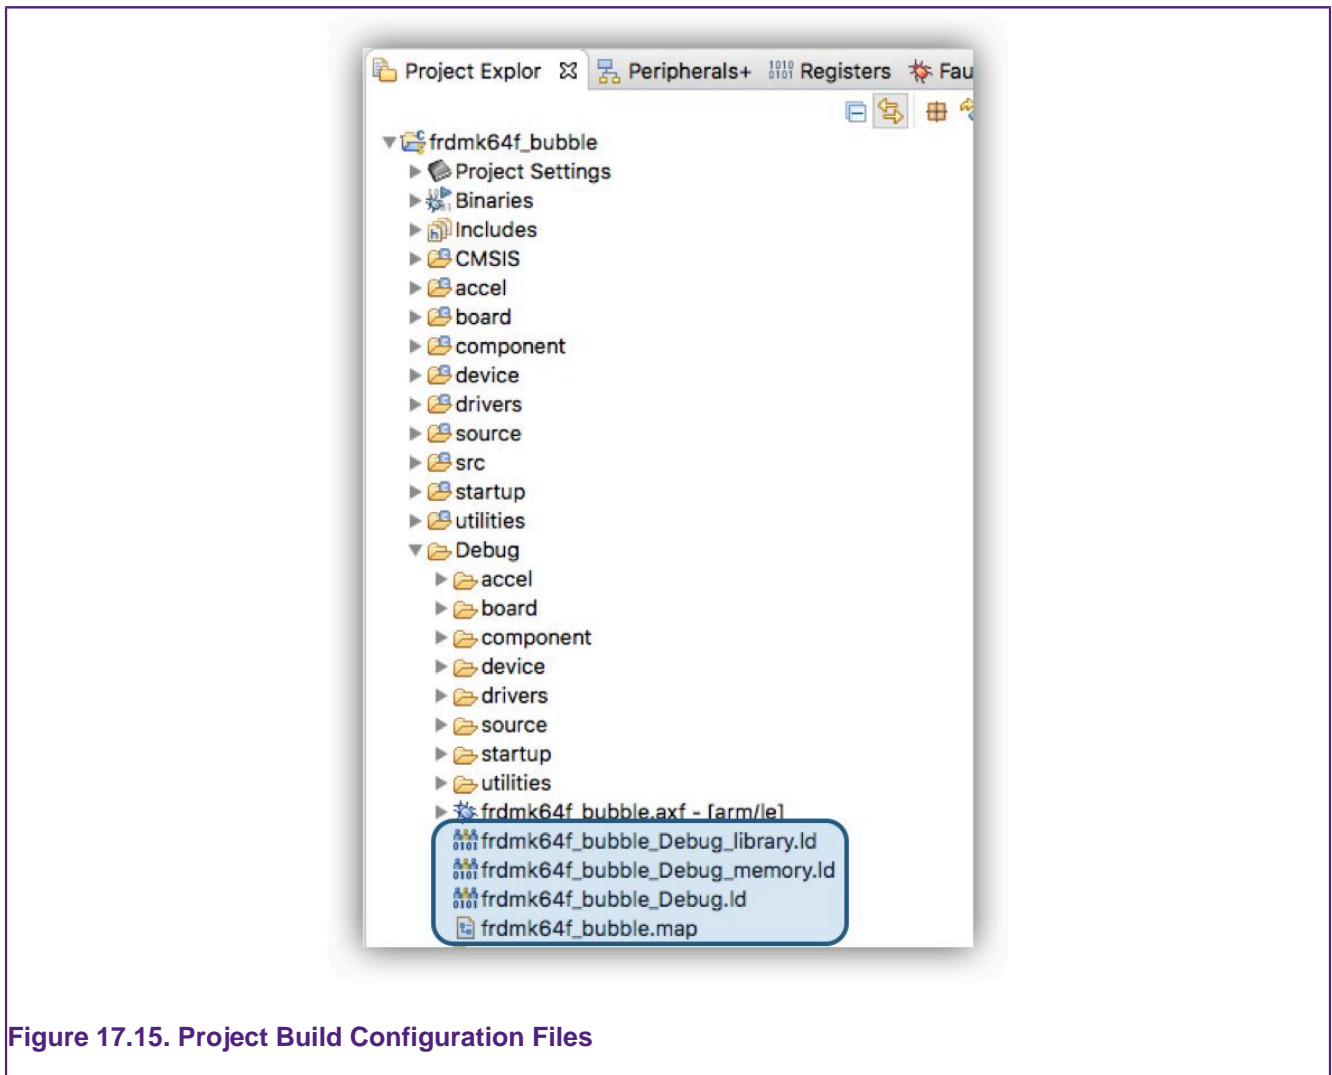 Project Explor Peripherals+ Registers Fau
frdmk64f_bubble
Project Settings
Binaries
Includes
CMSIS
accel
board
component
device
drivers
source
src
startup
utilities
Debug
accel
board
component
device
drivers
source
startup
utilities
frdmk64f_bubble.axf - [arm/le]
frdmk64f_bubble_Debug_library.ld
frdmk64f_bubble_Debug_memory.ld
frdmk64f_bubble_Debug.ld
frdmk64f_bubble.map
Figure 17.15. Project Build Configuration Files